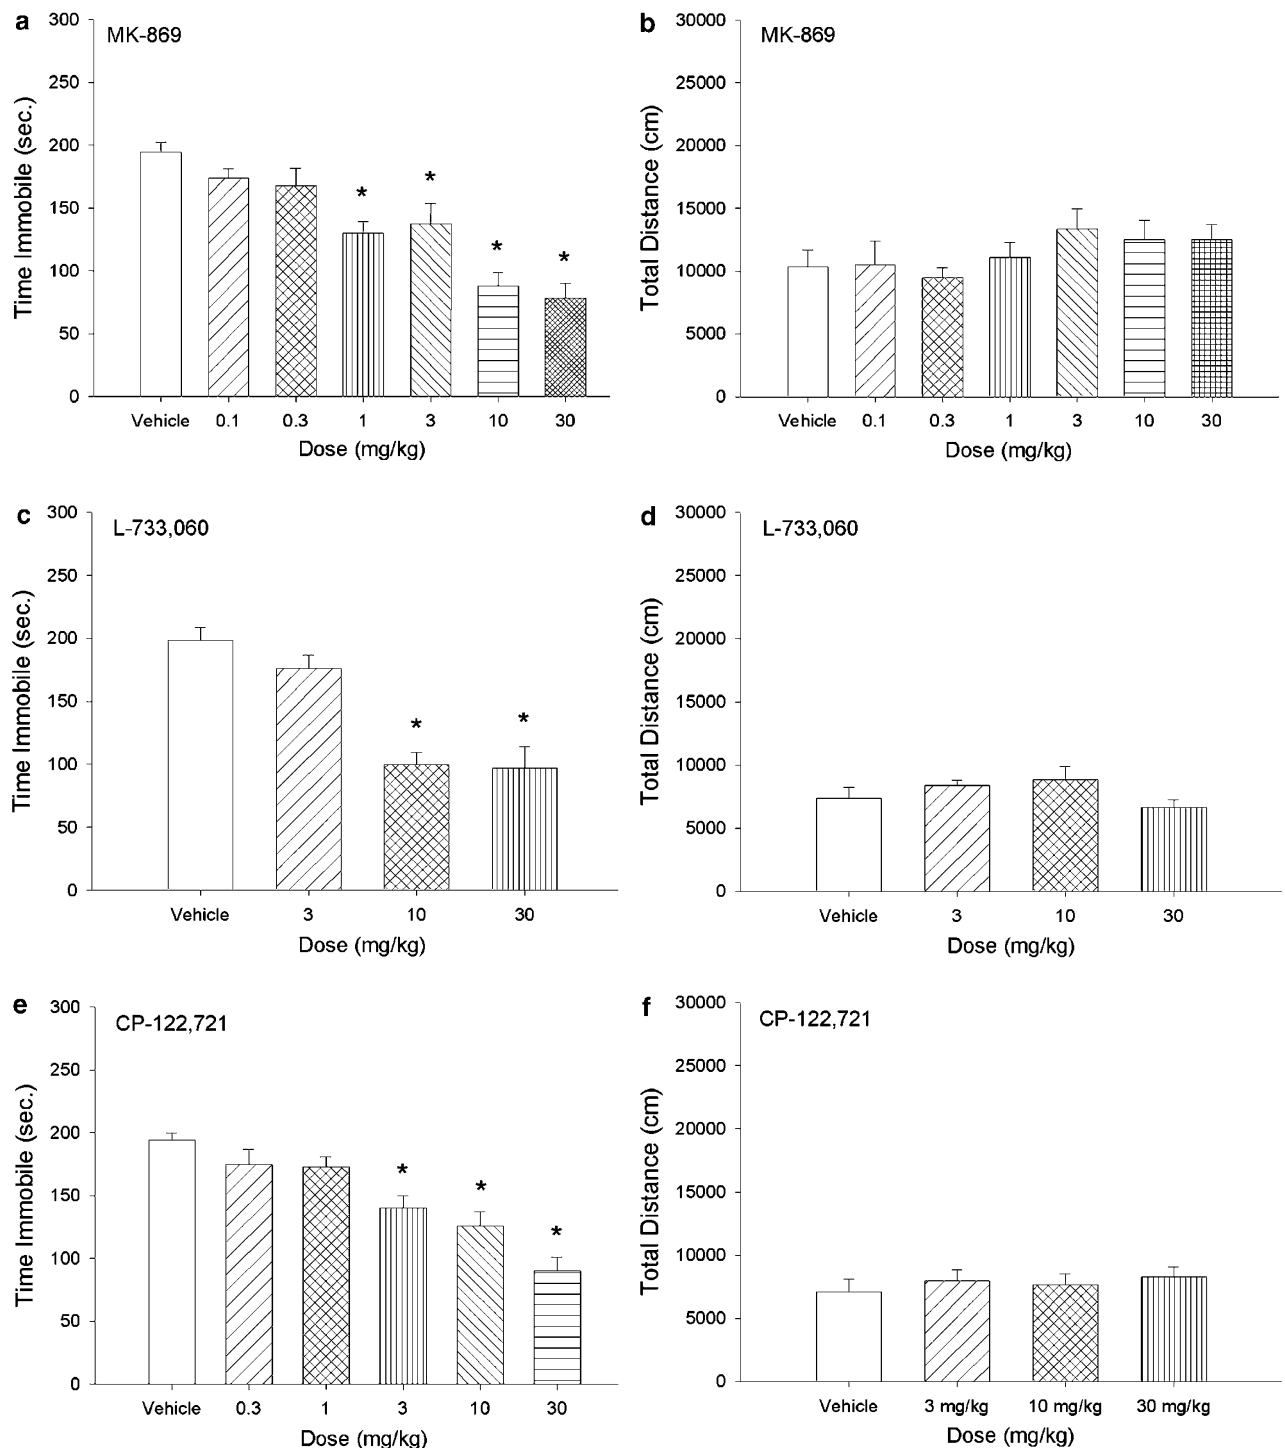 a
MK-869
Time Immobile (sec.)
300
250
200
150
100
50
0
*
*
*
*
Vehicle 0.1 0.3 1 3 10 30
Dose (mg/kg)
b
MK-869
Total Distance (cm)
30000
25000
20000
15000
10000
5000
0
Vehicle 0.1 0.3 1 3 10 30
Dose (mg/kg)
c
L-733,060
Time Immobile (sec.)
300
250
200
150
100
50
0
*
*
Vehicle 3 10 30
Dose (mg/kg)
d
L-733,060
Total Distance (cm)
30000
25000
20000
15000
10000
5000
0
Vehicle 3 10 30
Dose (mg/kg)
e
CP-122,721
Time Immobile (sec.)
300
250
200
150
100
50
0
*
*
*
Vehicle 0.3 1 3 10 30
Dose (mg/kg)
f
CP-122,721
Total Distance (cm)
30000
25000
20000
15000
10000
5000
0
Vehicle 3 mg/kg 10 mg/kg 30 mg/kg
Dose (mg/kg)